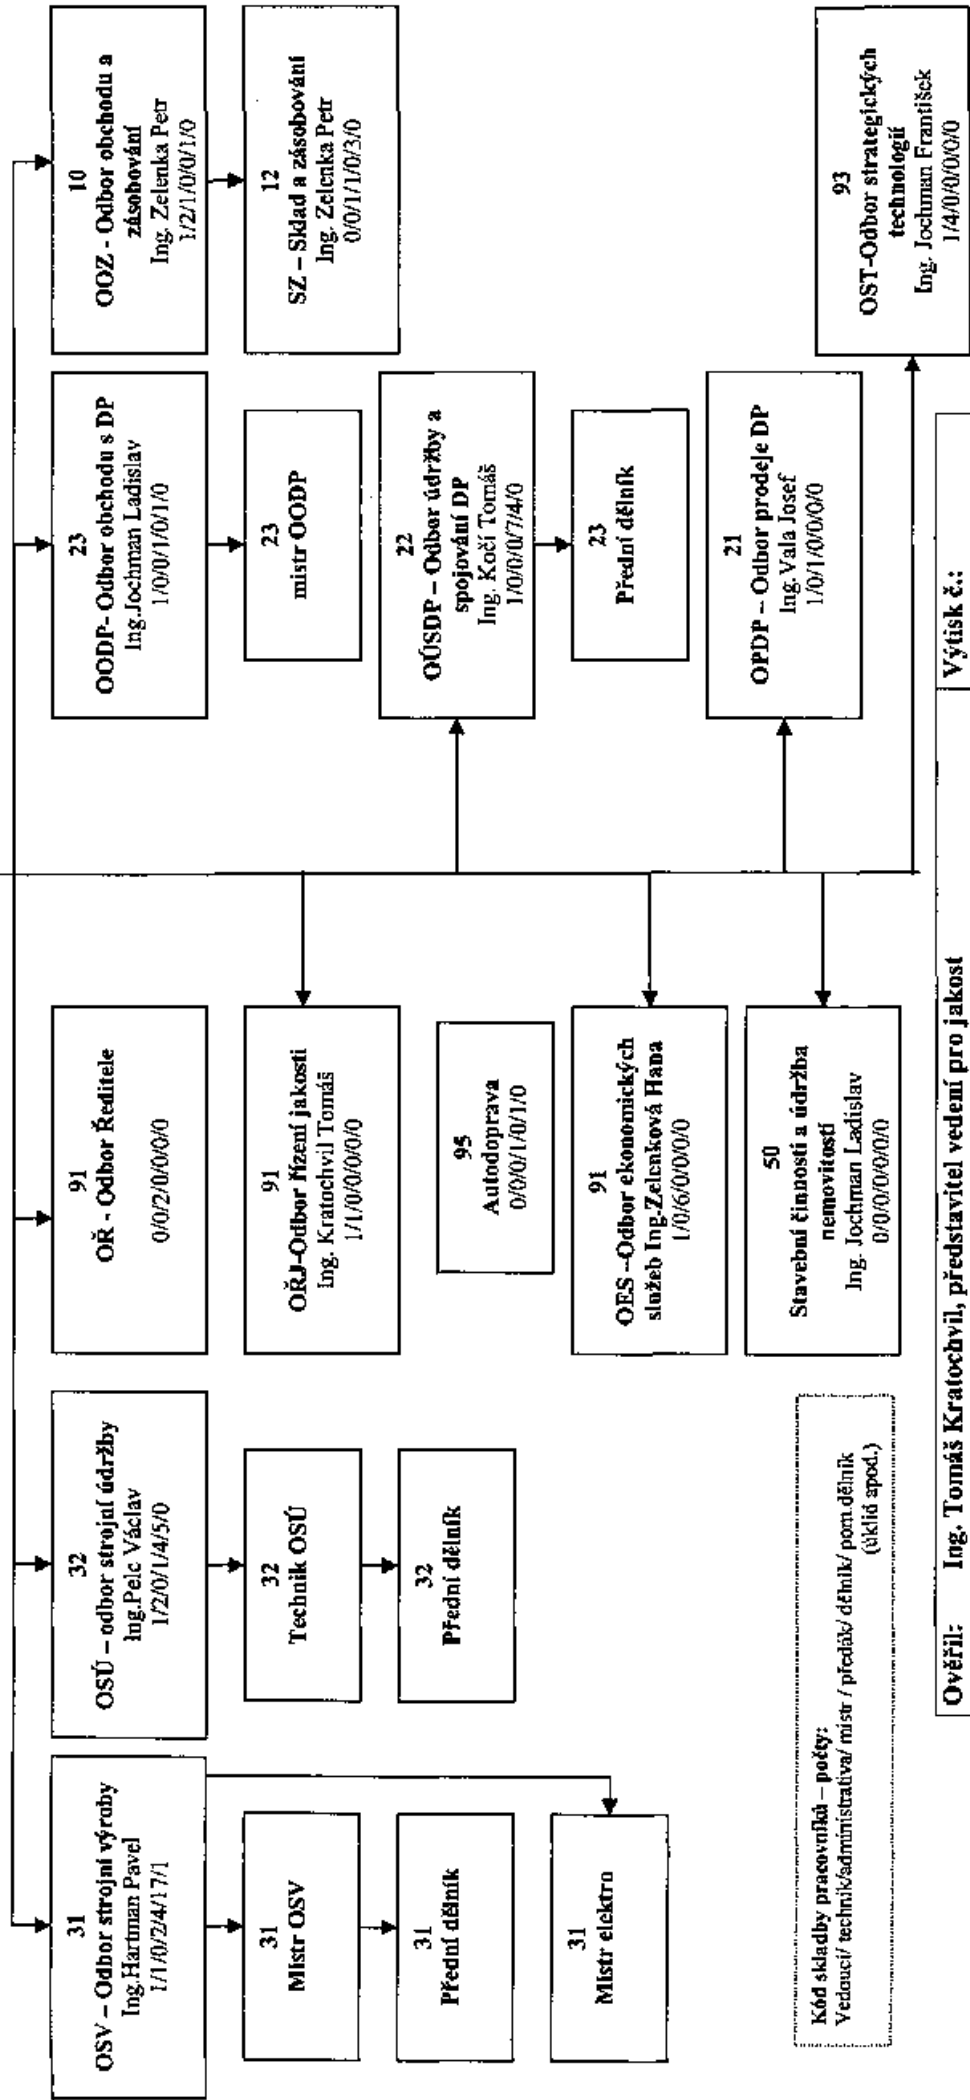 31
OSV – Odbor strojní výroby
Ing.Hartman Pavel
1/1/0/2/4/17/1
31
Mistr OSV
31
Přední dělník
31
Mistr elektro
32
OSÚ – odbor strojní údržby
Ing.Pelc Václav
1/2/0/1/4/5/0
32
Technik OSÚ
32
Přední dělník
91
OŘ - Odbor Ředitele
0/0/2/0/0/0/0
91
OŘJ-Odbor řízení jakosti
Ing. Kratochvil Tomáš
1/1/0/0/0/0/0
95
Autodoprava
0/0/0/1/0/1/0
91
OES –Odbor ekonomických
služeb Ing.Zelenková Hana
1/0/6/0/0/0/0
50
Stavební činnosti a údržba
nemovitostí
Ing. Jochman Ladislav
0/0/0/0/0/0/0
23
OODP- Odbor obchodu s DP
Ing.Jochman Ladislav
1/0/0/1/0/1/0
23
mistr OODP
22
OÚSDP – Odbor údržby a
spojování DP
Ing. Kočí Tomáš
1/0/0/0/7/4/0
23
Přední dělník
21
OPDP – Odbor prodeje DP
Ing.Vala Josef
1/0/1/0/0/0/0
10
OOZ - Odbor obchodu a
zásobování
Ing. Zelenka Petr
1/2/1/0/0/1/0
12
SZ – Sklad a zásobování
Ing. Zelenka Petr
0/0/1/1/0/3/0
93
OST-Odbor strategických
technologií
Ing. Jochman František
1/4/0/0/0/0/0
Kód skladby pracovníků – počty:
Vedoucí/ technik/administrativa/ mistr / předák/ dělník/ pom.dělník
(úklid apod.)
Ověřil: Ing. Tomáš Kratochvil, představitel vedení pro jakost
Výtisk č.: